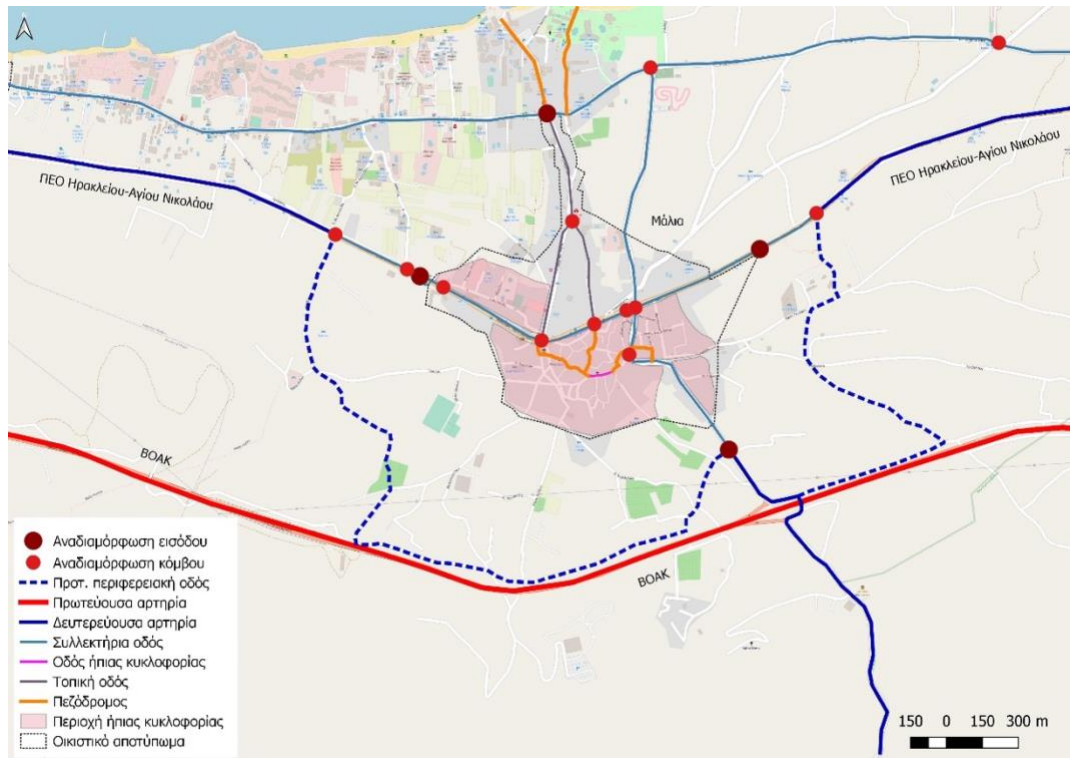 ΠΕΟ Ηρακλείου-Αγίου Νικολάου
ΠΕΟ Ηρακλείου-Αγίου Νικολάου
Μάλια
ΒΟΑΚ
ΒΟΑΚ
Αναδιαμόρφωση εισόδου
Αναδιαμόρφωση κόμβου
Προτ. περιφερειακή οδός
Πρωτεύουσα αρτηρία
Δευτερεύουσα αρτηρία
Συλλεκτήρια οδός
Οδός ήπιας κυκλοφορίας
Τοπική οδός
Πεζόδρομος
Περιοχή ήπιας κυκλοφορίας
Οικιστικό αποτύπωμα
150 0 150 300 m